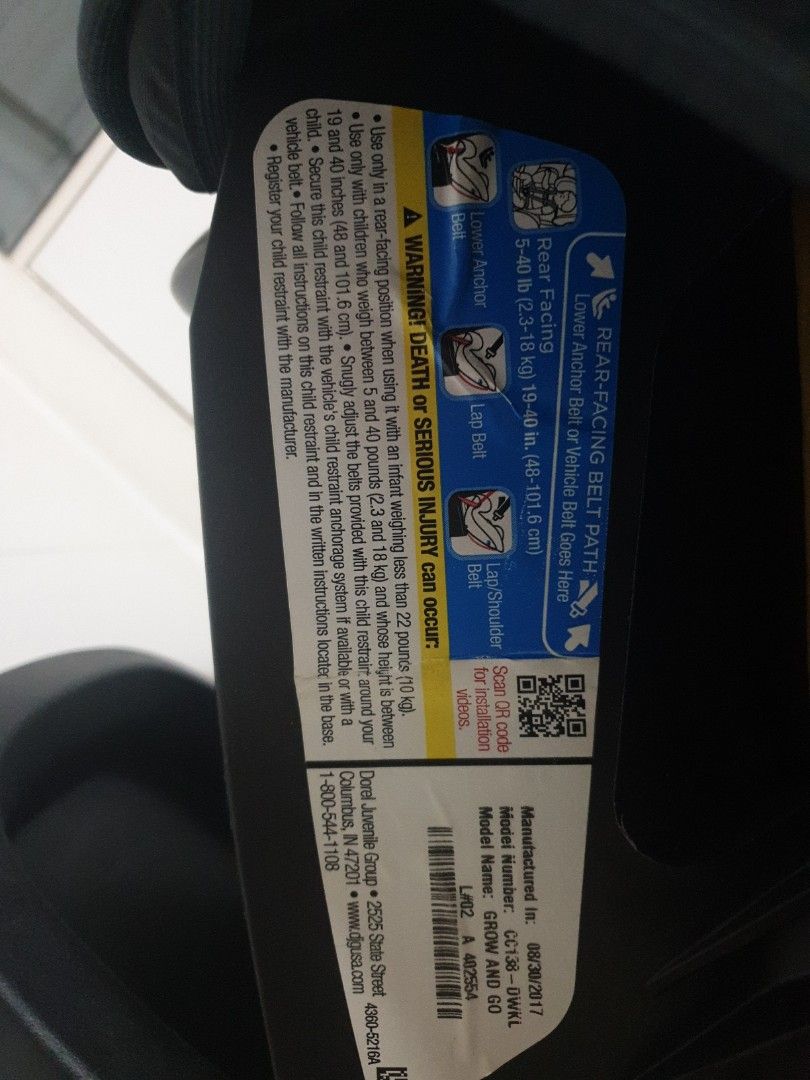 REAR-FACING BELT PATH
Lower Anchor Belt or Vehicle Belt Goes Here
Rear Facing
5-40 lb (2.3-18 kg) 19-40 in. (48-101.6 cm)
Lower Anchor
Belt
Lap Belt
Lap/Shoulder
Belt
Scan QR code
for installation
videos.
⚠ WARNING! DEATH or SERIOUS INJURY can occur:
• Use only in a rear-facing position when using it with an infant weighing less than 22 pounds (10 kg).
• Use only with children who weigh between 5 and 40 pounds (2.3 and 18 kg) and whose height is between
19 and 40 inches (48 and 101.6 cm). • Snugly adjust the belts provided with this child restraint around your
child. • Secure this child restraint with the vehicle's child restraint anchorage system if available or with a
vehicle belt. • Follow all instructions on this child restraint and in the written instructions located in the base.
• Register your child restraint with the manufacturer.
Manufactured In: 08/30/2017
Model Number: CC138-DWKL
Model Name: GROW AND GO
L#02 A 402554
Dorel Juvenile Group • 2525 State Street
Columbus, IN 47201 • www.djgusa.com
1-800-544-1108
4360-5216A